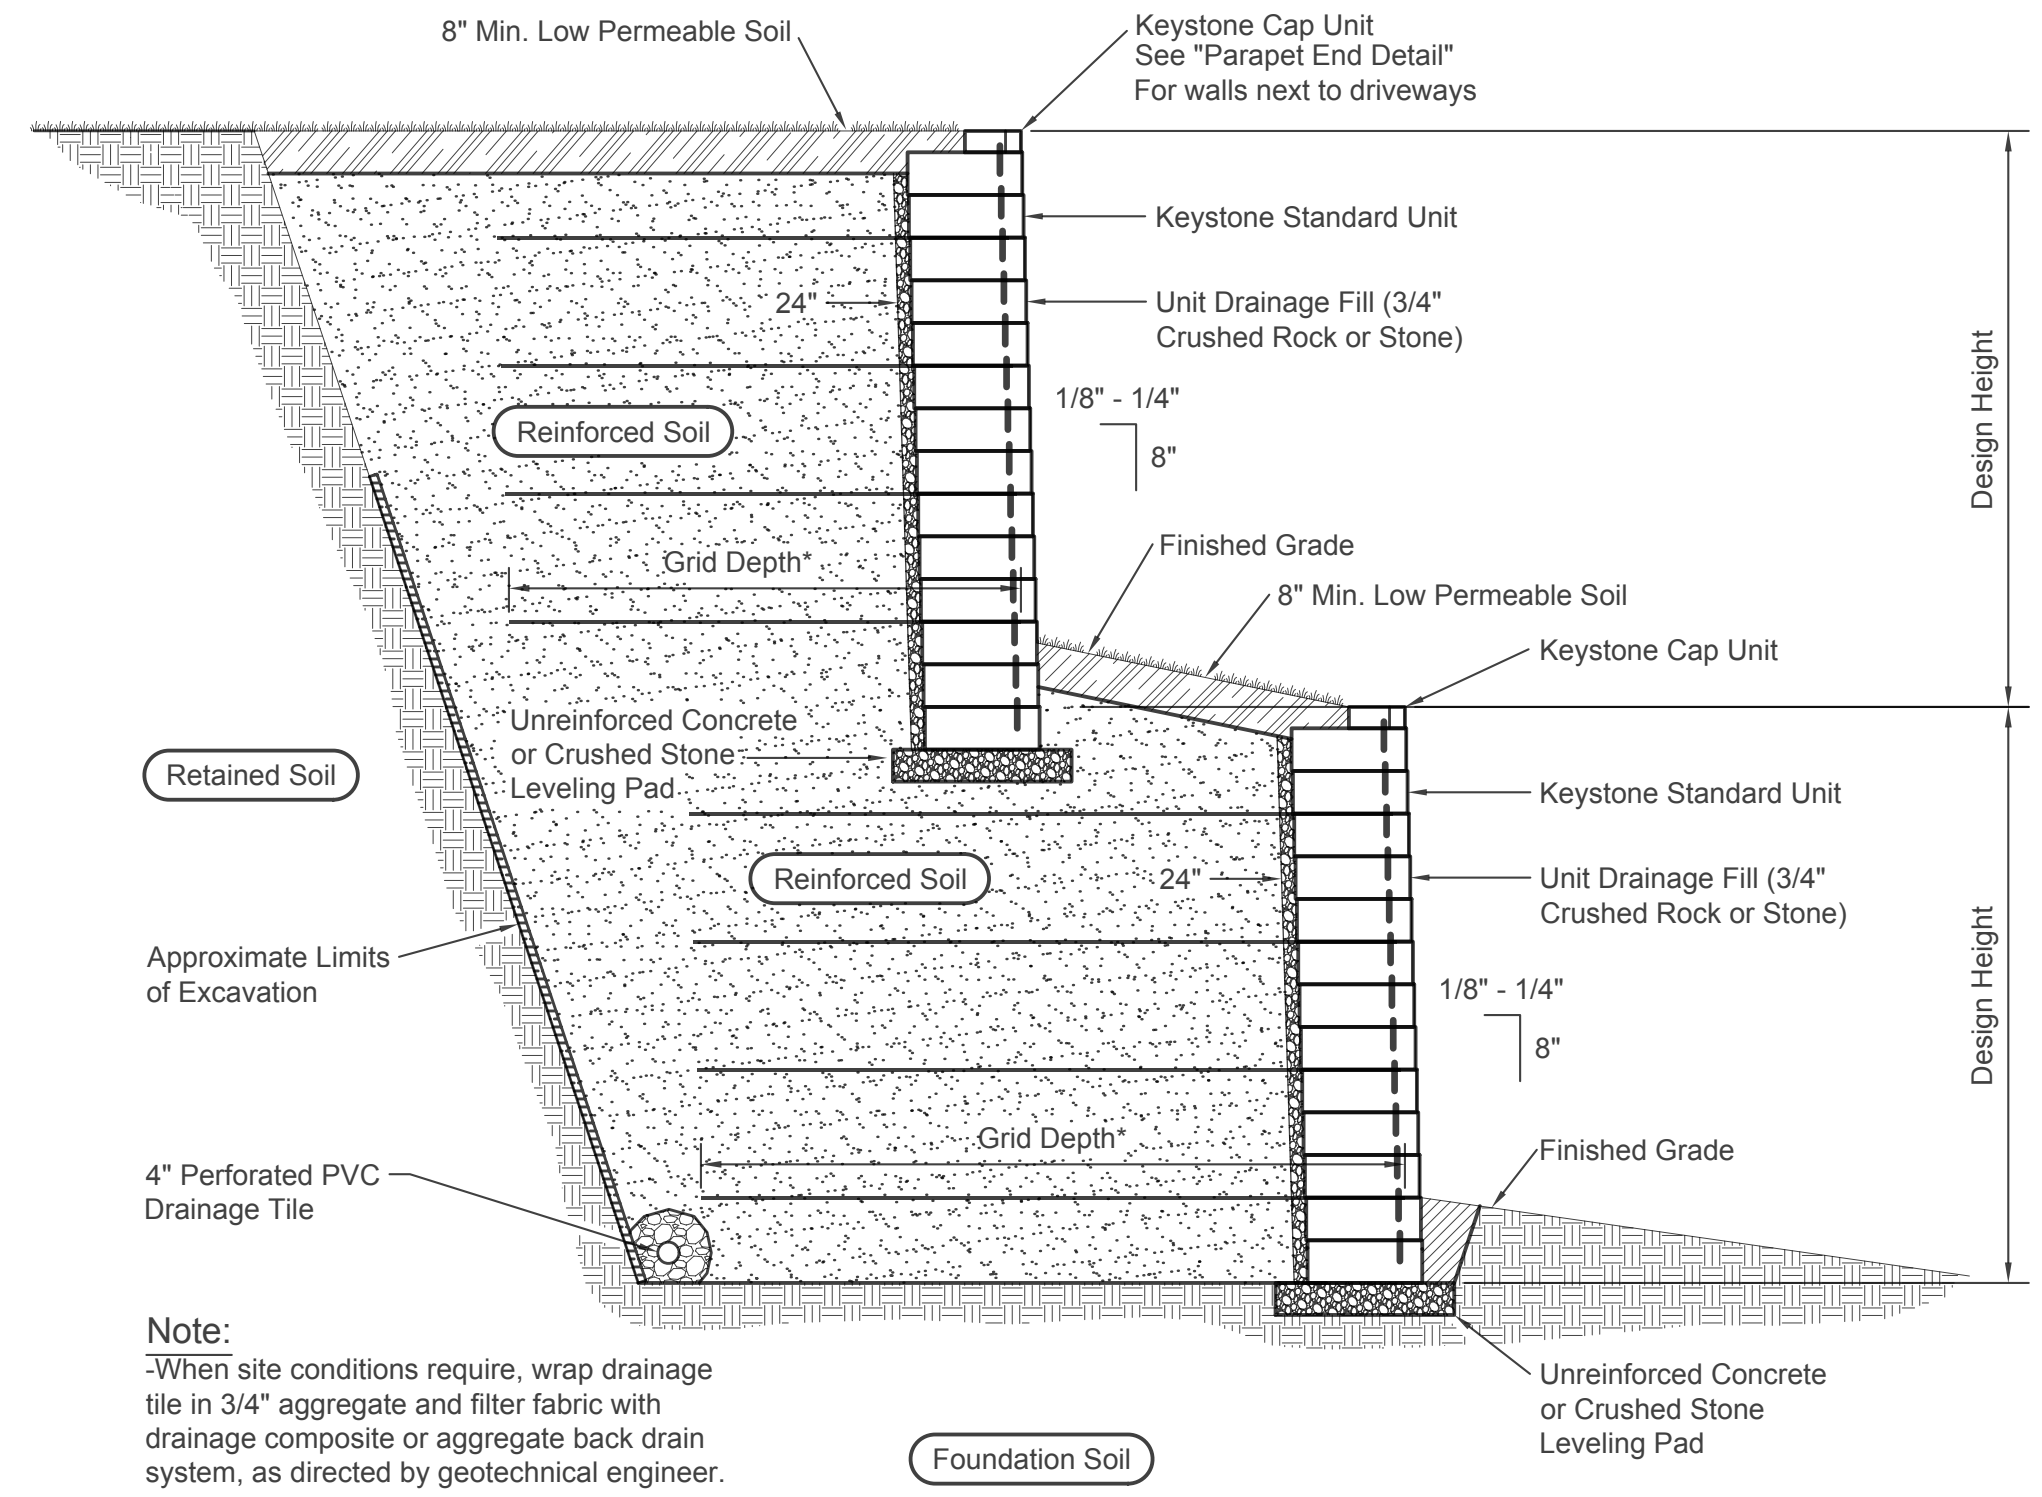 8" Min. Low Permeable Soil
Keystone Cap Unit
See "Parapet End Detail"
For walls next to driveways
Keystone Standard Unit
24"
Unit Drainage Fill (3/4"
Crushed Rock or Stone)
Design Height
1/8" - 1/4"
8"
Reinforced Soil
Grid Depth*
Finished Grade
8" Min. Low Permeable Soil
Keystone Cap Unit
Unreinforced Concrete
or Crushed Stone
Leveling Pad
Retained Soil
Keystone Standard Unit
Reinforced Soil
24"
Unit Drainage Fill (3/4"
Crushed Rock or Stone)
Design Height
Approximate Limits
of Excavation
1/8" - 1/4"
8"
Grid Depth*
Finished Grade
4" Perforated PVC
Drainage Tile
Note:
-When site conditions require, wrap drainage
tile in 3/4" aggregate and filter fabric with
drainage composite or aggregate back drain
system, as directed by geotechnical engineer.
Foundation Soil
Unreinforced Concrete
or Crushed Stone
Leveling Pad